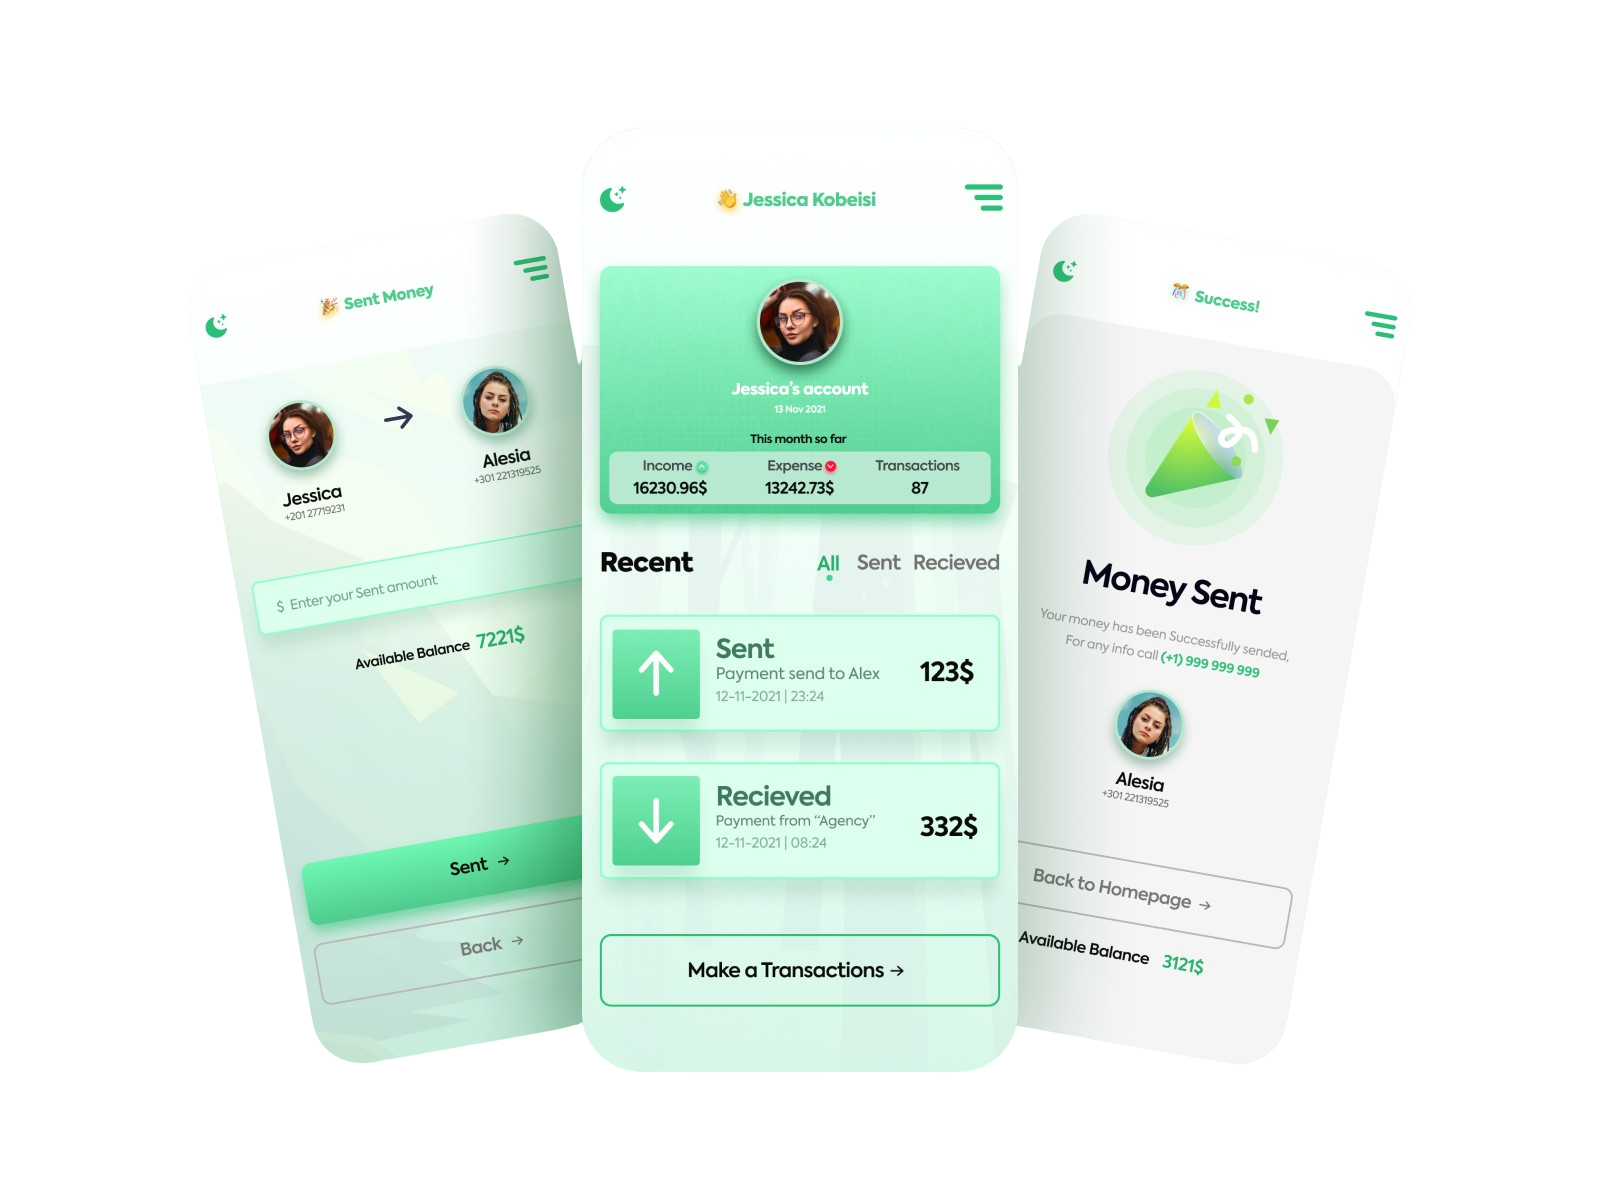 Sent Money
Jessica
+201 27719231
Alesia
+301 221319525
$ Enter your Sent amount
Available Balance 7221$
Sent →
Back →
Jessica Kobeisi
Jessica's account
13 Nov 2021
This month so far
Income Expense Transactions
16230.96$ 13242.73$ 87
Recent All Sent Recieved
Sent
Payment send to Alex
12-11-2021 | 23:24
123$
Recieved
Payment from “Agency”
12-11-2021 | 08:24
332$
Make a Transactions →
Success!
Money Sent
Your money has been Successfully sended,
For any info call (+1) 999 999 999
Alesia
+301 221319525
Back to Homepage →
Available Balance 3121$